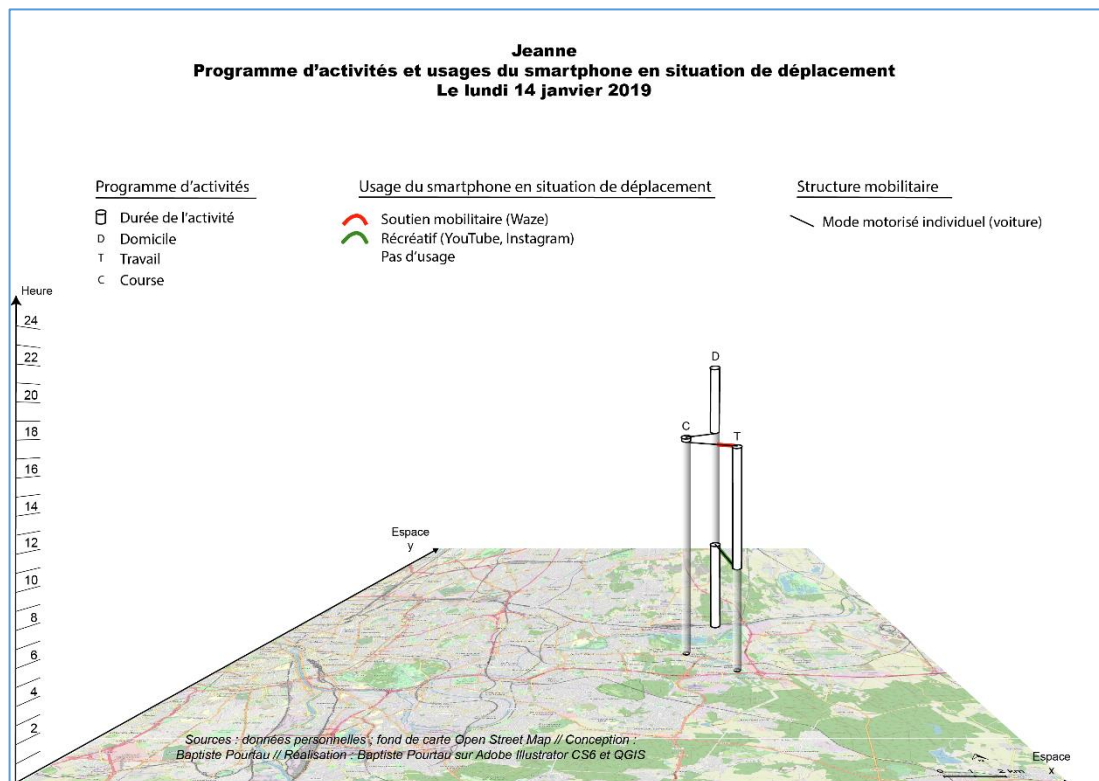 Jeanne
Programme d'activités et usages du smartphone en situation de déplacement
Le lundi 14 janvier 2019
Programme d'activités
Durée de l'activité
D Domicile
T Travail
C Course
Usage du smartphone en situation de déplacement
Soutien mobilitaire (Waze)
Récréatif (YouTube, Instagram)
Pas d'usage
Structure mobilitaire
Mode motorisé individuel (voiture)
Heure
24
22
20
18
16
14
12
10
8
6
4
2
D
C
T
Espace
y
Sources : données personnelles ; fond de carte Open Street Map // Conception :
Baptiste Pourtau // Réalisation : Baptiste Pourtau sur Adobe Illustrator CS6 et QGIS
Espace
x
2 km